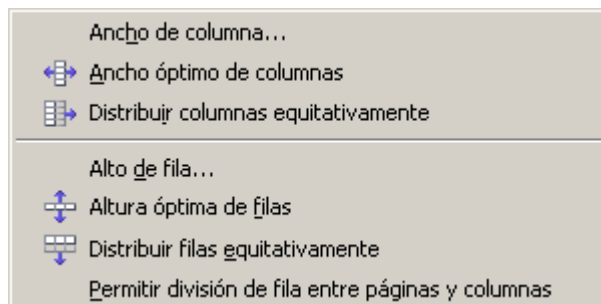 Ancho de columna...
Ancho óptimo de columnas
Distribuir columnas equitativamente
Alto de fila...
Altura óptima de filas
Distribuir filas equitativamente
Permitir división de fila entre páginas y columnas